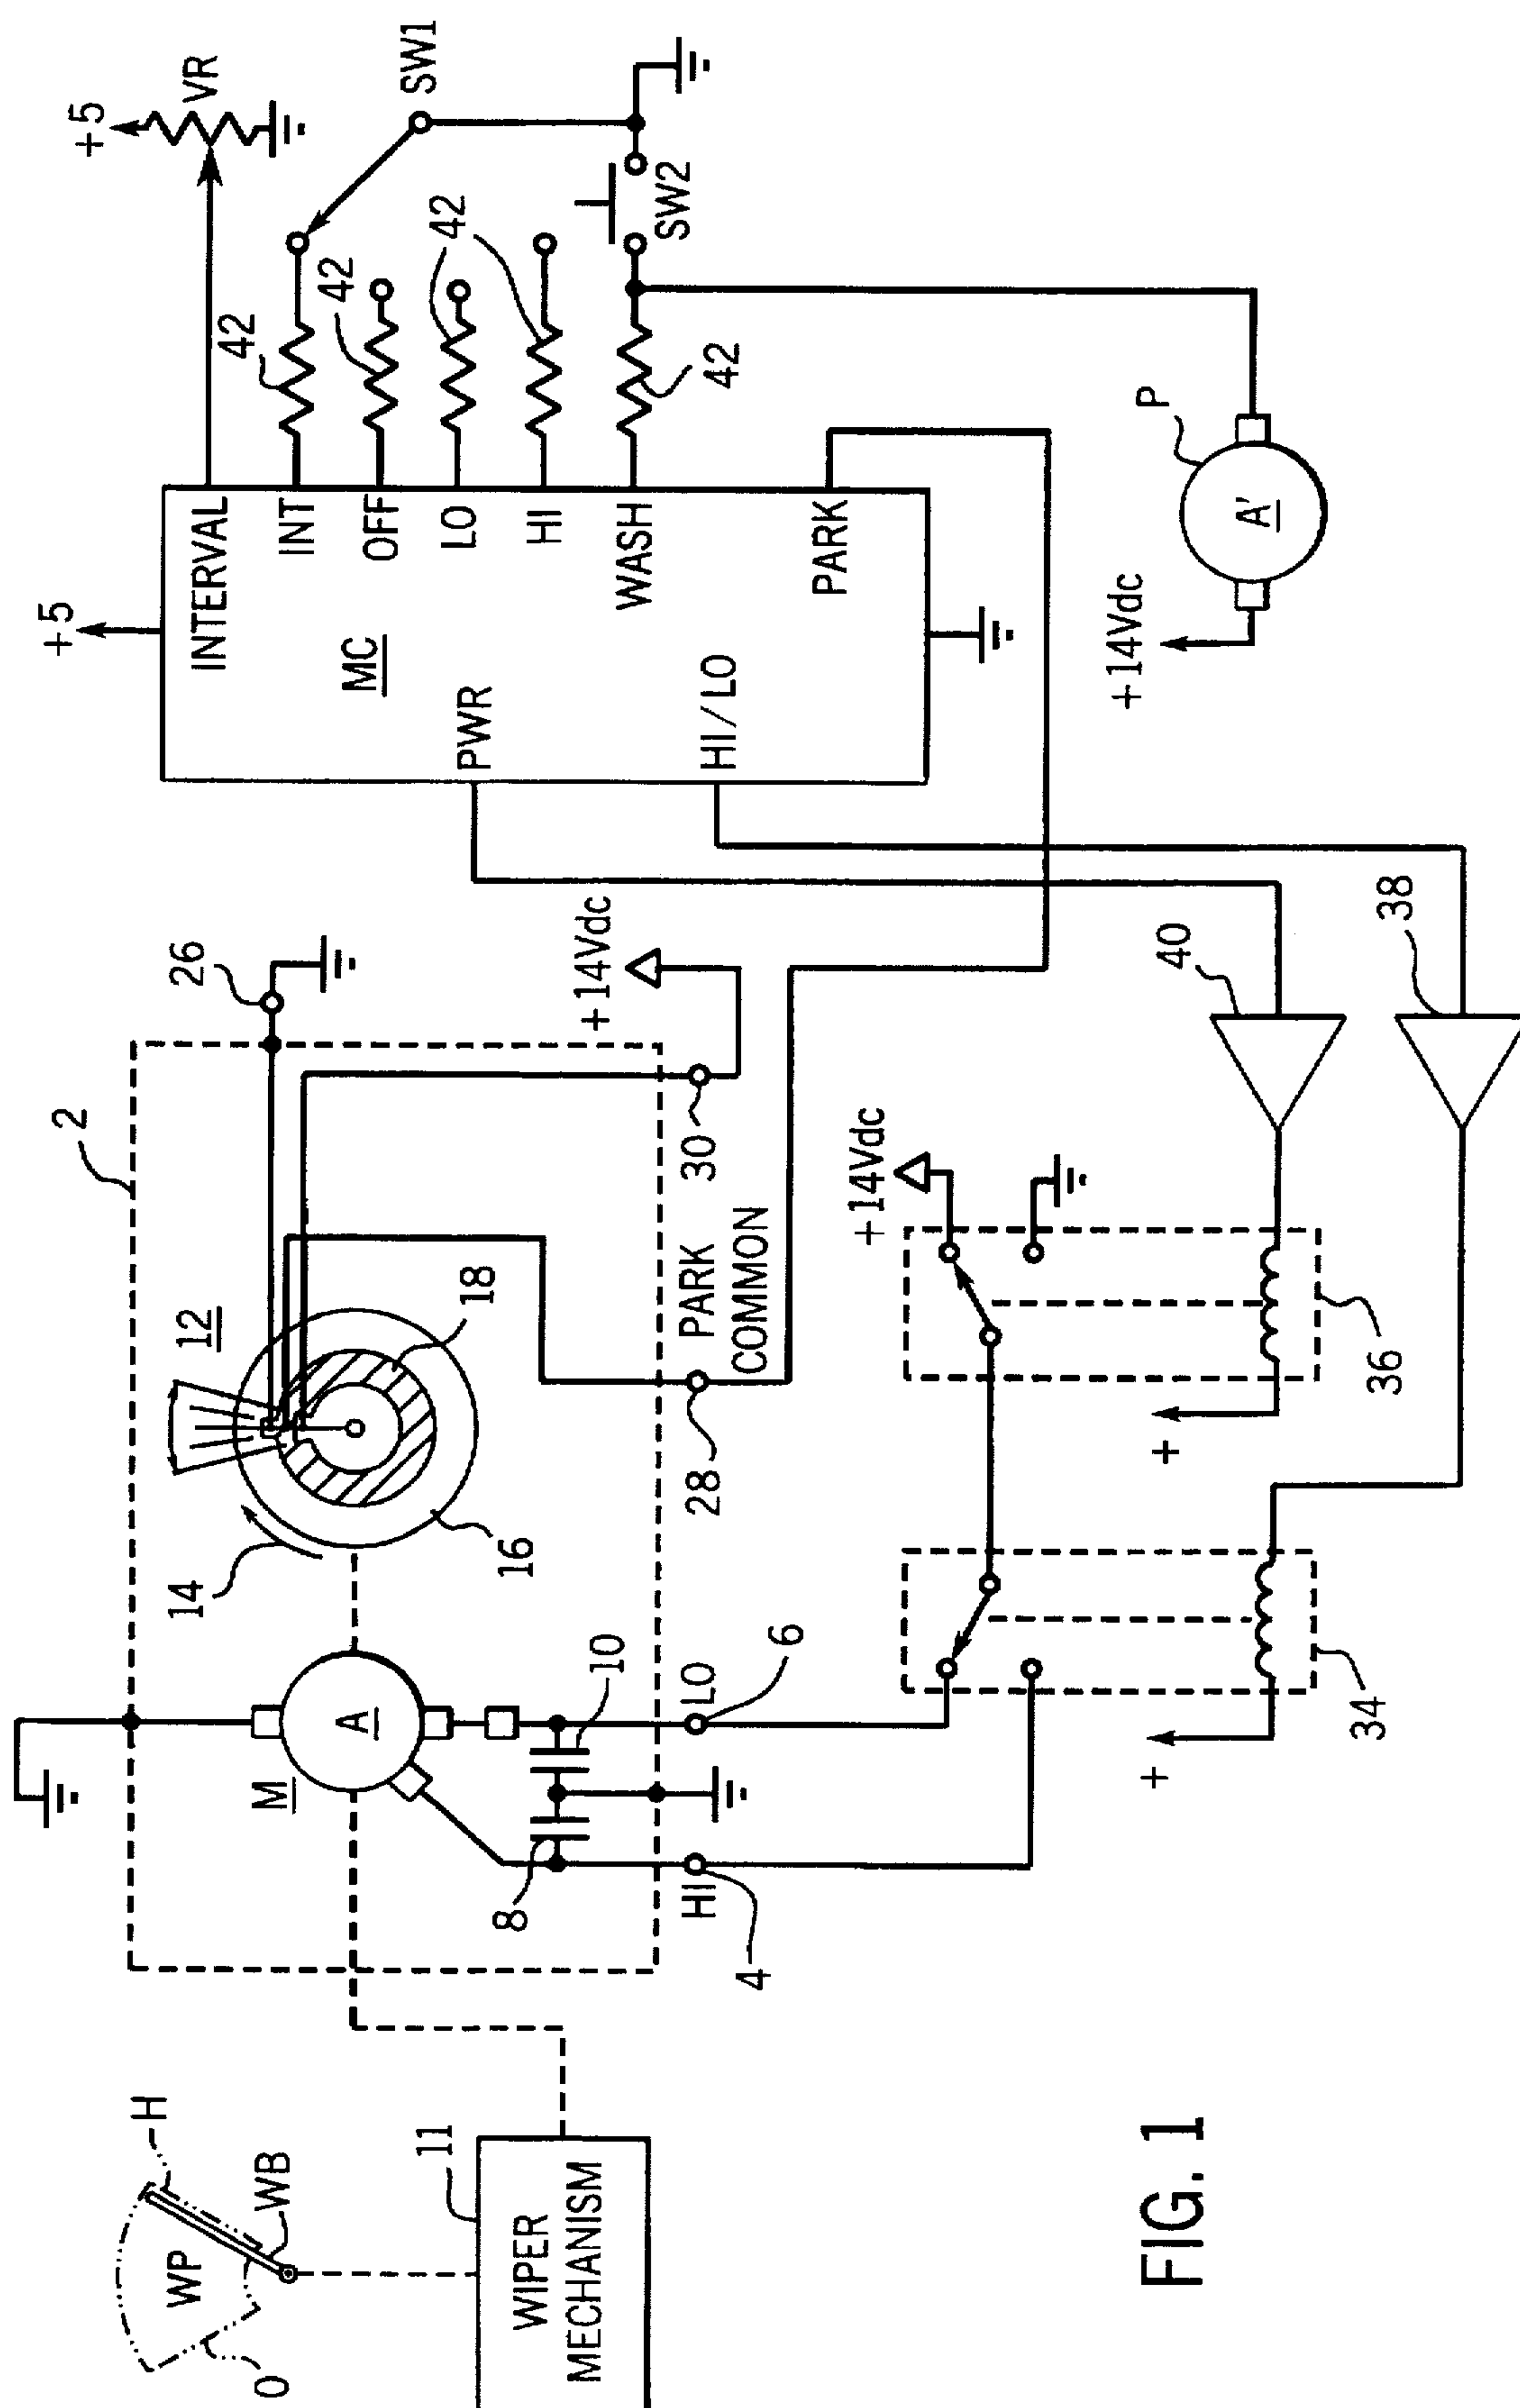 +5
VR
SW1
42
42
42
SW2
42
+5
INTERVAL
INT
OFF
LO
HI
WASH
PARK
MC
PWR
HI/LO
P
A'
+14Vdc
2
26
12
+14Vdc
30
18
PARK
COMMON
28
16
14
A
M
10
LO
6
8
HI
4
+14Vdc
40
38
36
+
34
+
H
WB
WP
O
11
WIPER
MECHANISM
FIG. 1